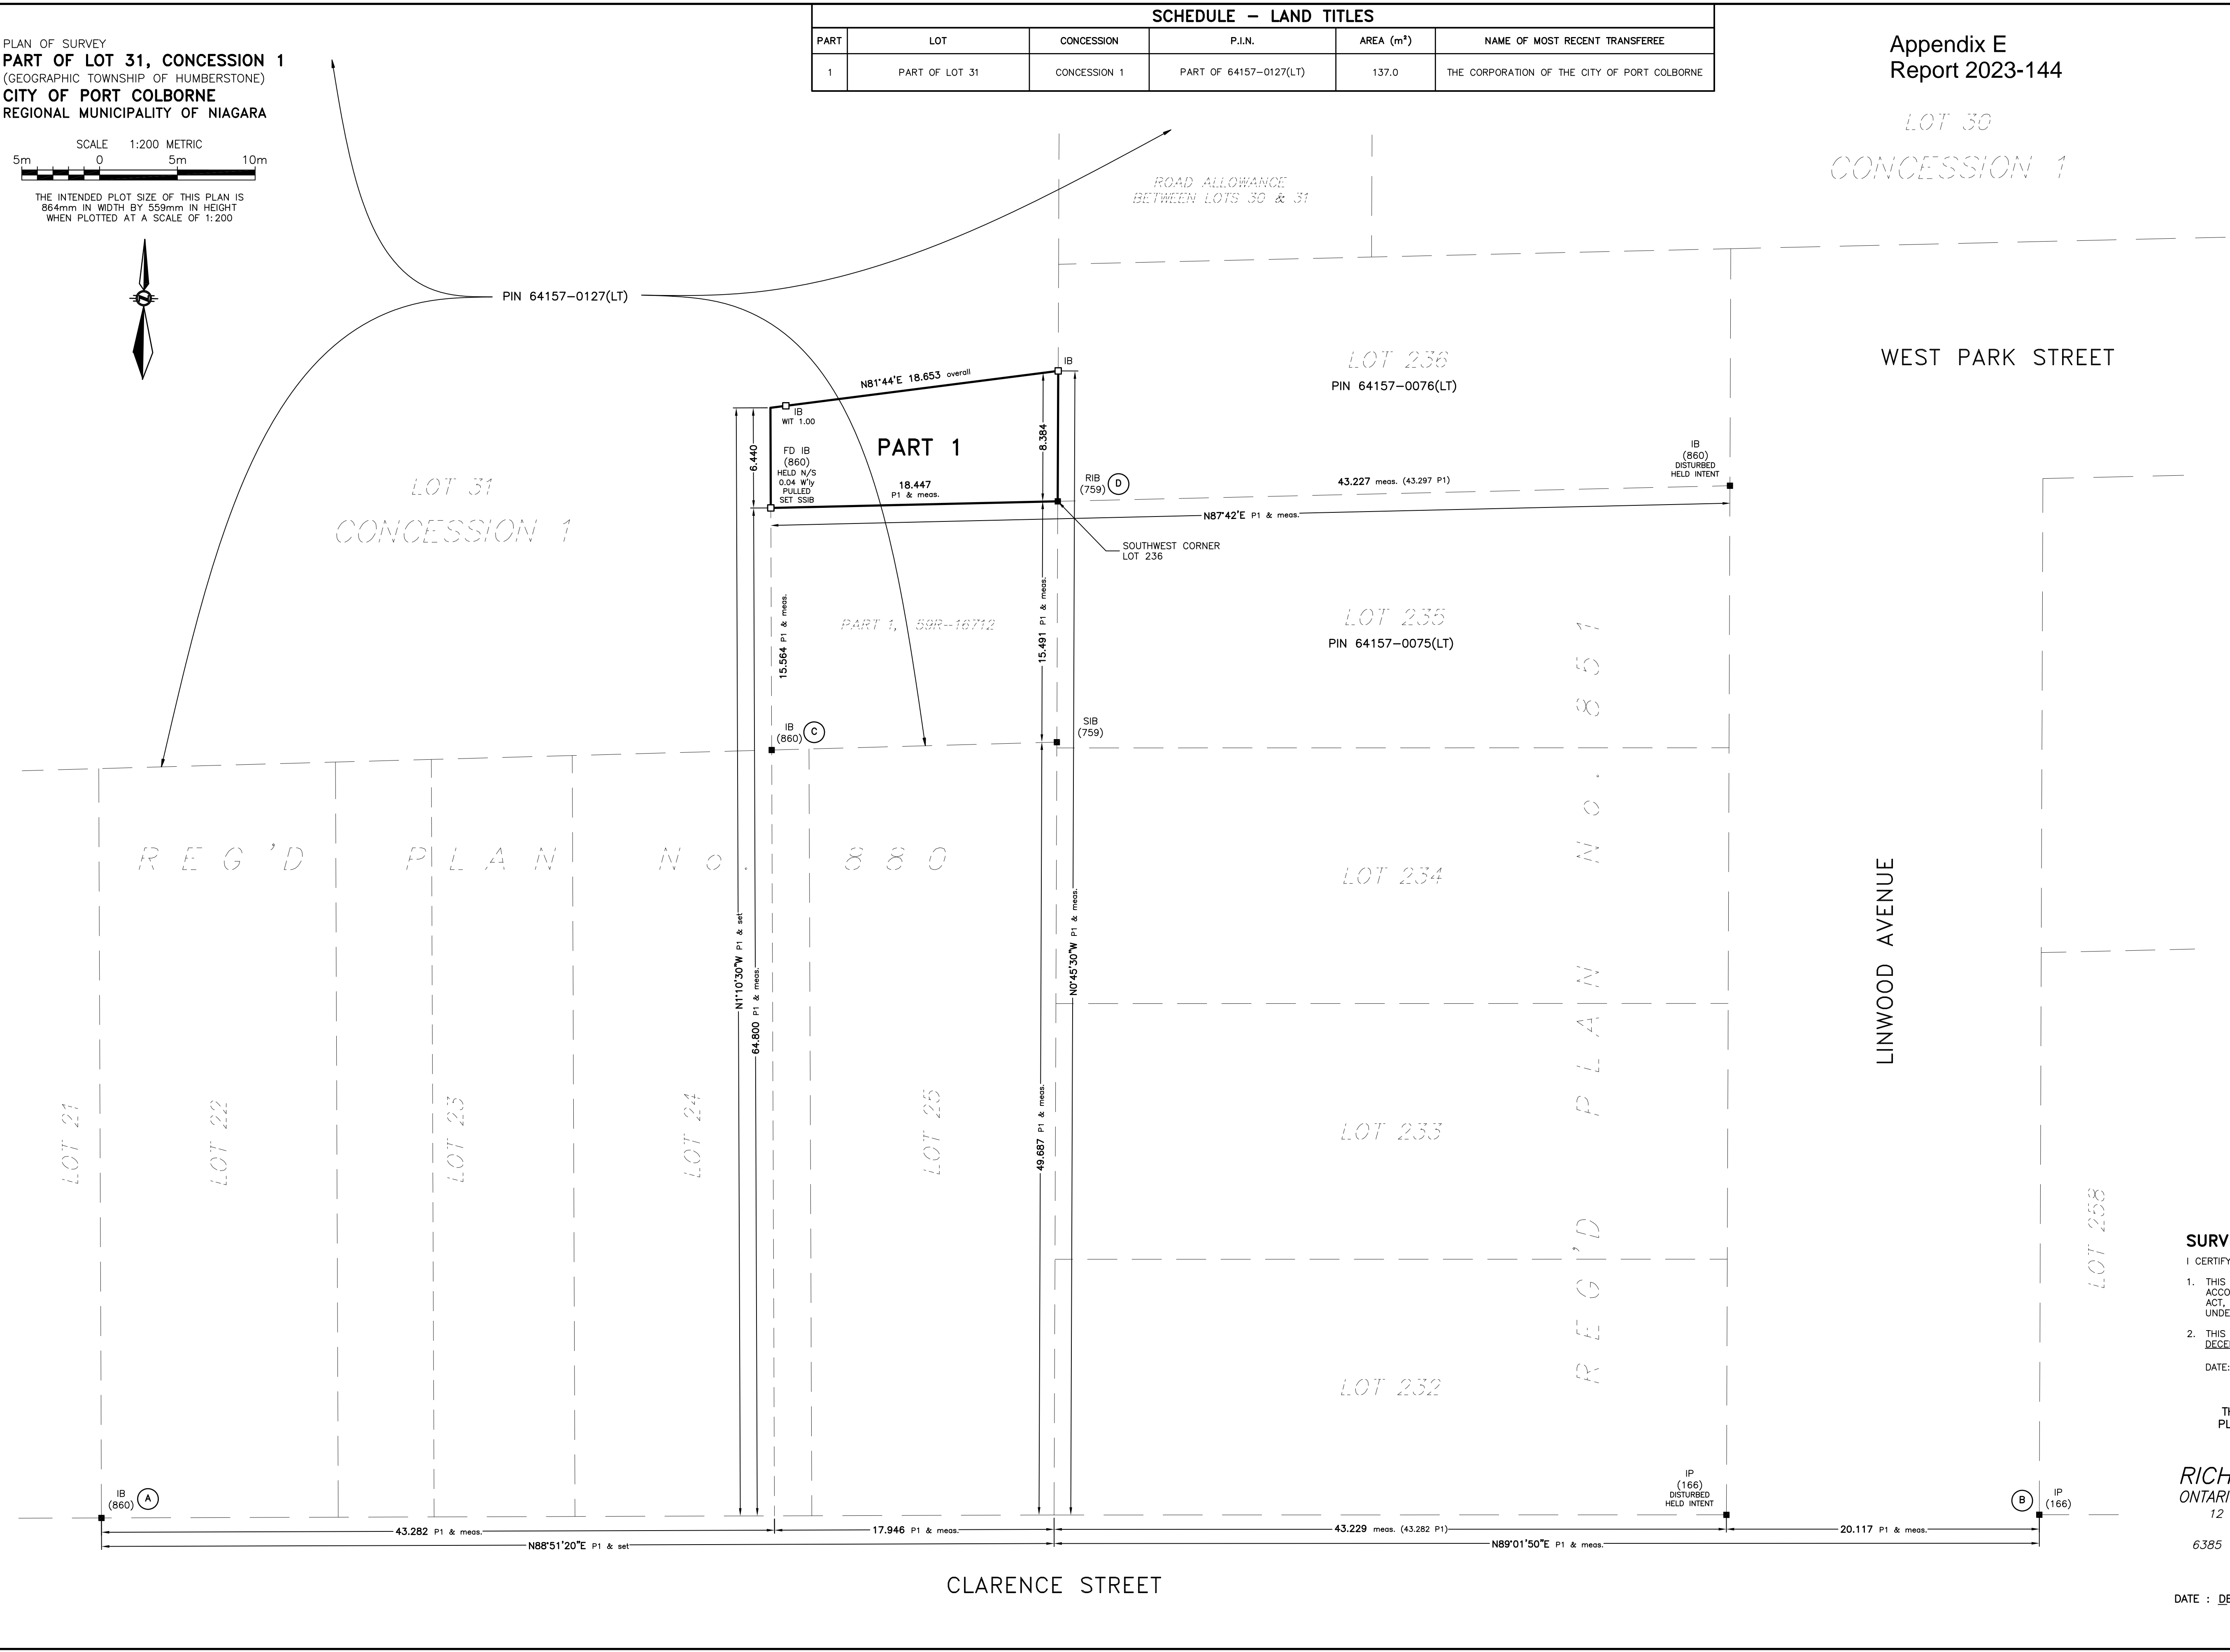 PLAN OF SURVEY
PART OF LOT 31, CONCESSION 1
(GEOGRAPHIC TOWNSHIP OF HUMBERSTONE)
CITY OF PORT COLBORNE
REGIONAL MUNICIPALITY OF NIAGARA
SCALE 1:200 METRIC
5m 0 5m 10m
THE INTENDED PLOT SIZE OF THIS PLAN IS
864mm IN WIDTH BY 559mm IN HEIGHT
WHEN PLOTTED AT A SCALE OF 1:200
N
SCHEDULE – LAND TITLES
PART LOT CONCESSION P.I.N. AREA (m²) NAME OF MOST RECENT TRANSFEREE
1 PART OF LOT 31 CONCESSION 1 PART OF 64157–0127(LT) 137.0 THE CORPORATION OF THE CITY OF PORT COLBORNE
Appendix E
Report 2023-144
LOT 30
CONCESSION 1
ROAD ALLOWANCE
BETWEEN LOTS 30 & 31
PIN 64157–0127(LT)
WEST PARK STREET
LOT 236
PIN 64157–0076(LT)
N81°44'E 18.653 overall
IB
IB
WIT 1.00
PART 1
6.440
8.384
FD IB
(860)
HELD N/S
0.04 W'ly
PULLED
SET SSIB
18.447
P1 & meas.
RIB
(759)
D
43.227 meas. (43.297 P1)
IB
(860)
DISTURBED
HELD INTENT
N87°42'E P1 & meas.
SOUTHWEST CORNER
LOT 236
LOT 31
CONCESSION 1
15.564 P1 & meas.
PART 1, 59R–16712
15.491 P1 & meas.
LOT 235
PIN 64157–0075(LT)
IB
(860)
C
SIB
(759)
REG'D PLAN No. 880
REG'D PLAN No. 851
LOT 234
LOT 233
LOT 232
N1°10'30"W P1 & set
64.800 P1 & meas.
49.687 P1 & meas.
N0°45'30"W P1 & meas.
LINWOOD AVENUE
LOT 21
LOT 22
LOT 23
LOT 24
LOT 25
LOT 258
IB
(860)
A
IP
(166)
DISTURBED
HELD INTENT
B
IP
(166)
43.282 P1 & meas.
17.946 P1 & meas.
43.229 meas. (43.282 P1)
20.117 P1 & meas.
N88°51'20"E P1 & set
N89°01'50"E P1 & meas.
CLARENCE STREET
SURV
I CERTIFY
1. THIS
ACCO
ACT,
UNDE
2. THIS
DECE
DATE:
TH
PL
RICH
ONTARI
12
6385
DATE : DE